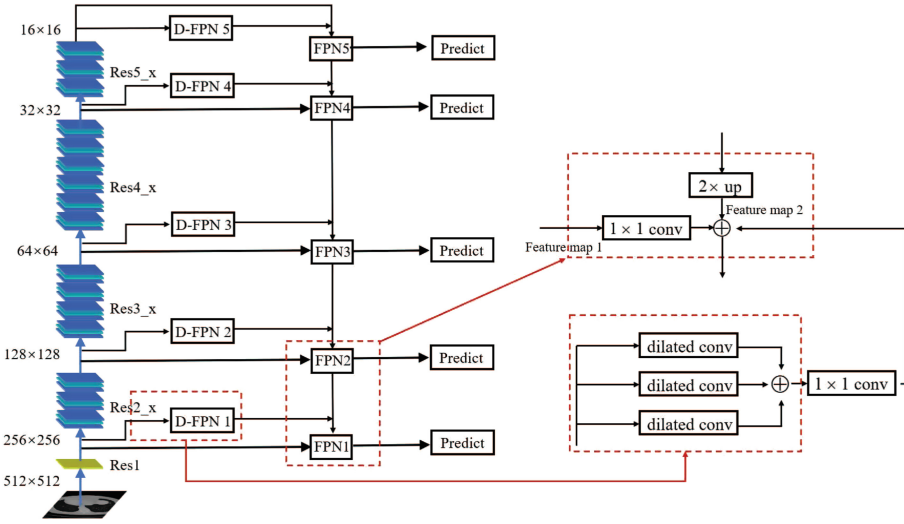 16×16
D-FPN 5
FPN5
Predict
Res5_x
D-FPN 4
32×32
FPN4
Predict
Res4_x
D-FPN 3
64×64
FPN3
Predict
Res3_x
D-FPN 2
128×128
FPN2
Predict
Res2_x
D-FPN 1
256×256
FPN1
Predict
Res1
512×512
2× up
Feature map 2
1 × 1 conv
Feature map 1
dilated conv
dilated conv
1 × 1 conv
dilated conv